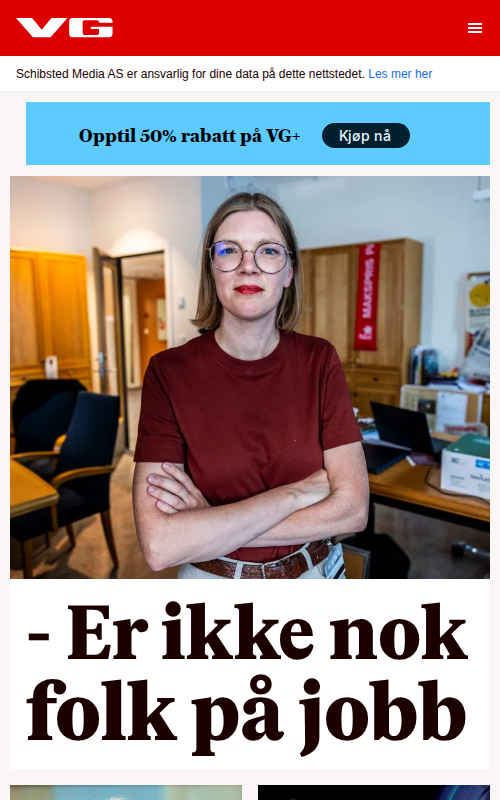 VG
Schibsted Media AS er ansvarlig for dine data på dette nettstedet. Les mer her
Opptil 50% rabatt på VG+
Kjøp nå
MAKSPRIS
- Er ikke nok
folk på jobb